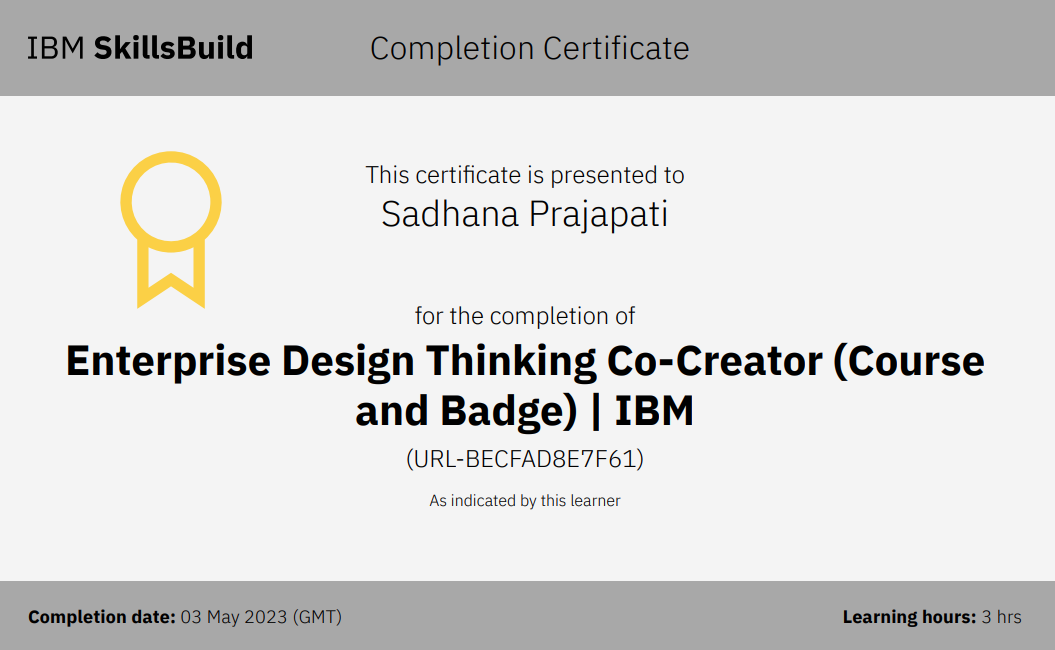 IBM SkillsBuild
Completion Certificate
This certificate is presented to
Sadhana Prajapati
for the completion of
Enterprise Design Thinking Co-Creator (Course
and Badge) | IBM
(URL-BECFAD8E7F61)
As indicated by this learner
Completion date: 03 May 2023 (GMT)
Learning hours: 3 hrs